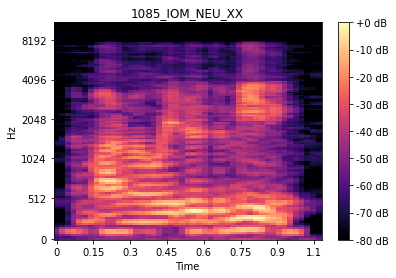 1085_IOM_NEU_XX
+0 dB
8192
-10 dB
4096
-20 dB
-30 dB
2048
Hz
-40 dB
1024
-50 dB
512
-60 dB
-70 dB
0
-80 dB
0 0.15 0.3 0.45 0.6 0.75 0.9 1.1
Time